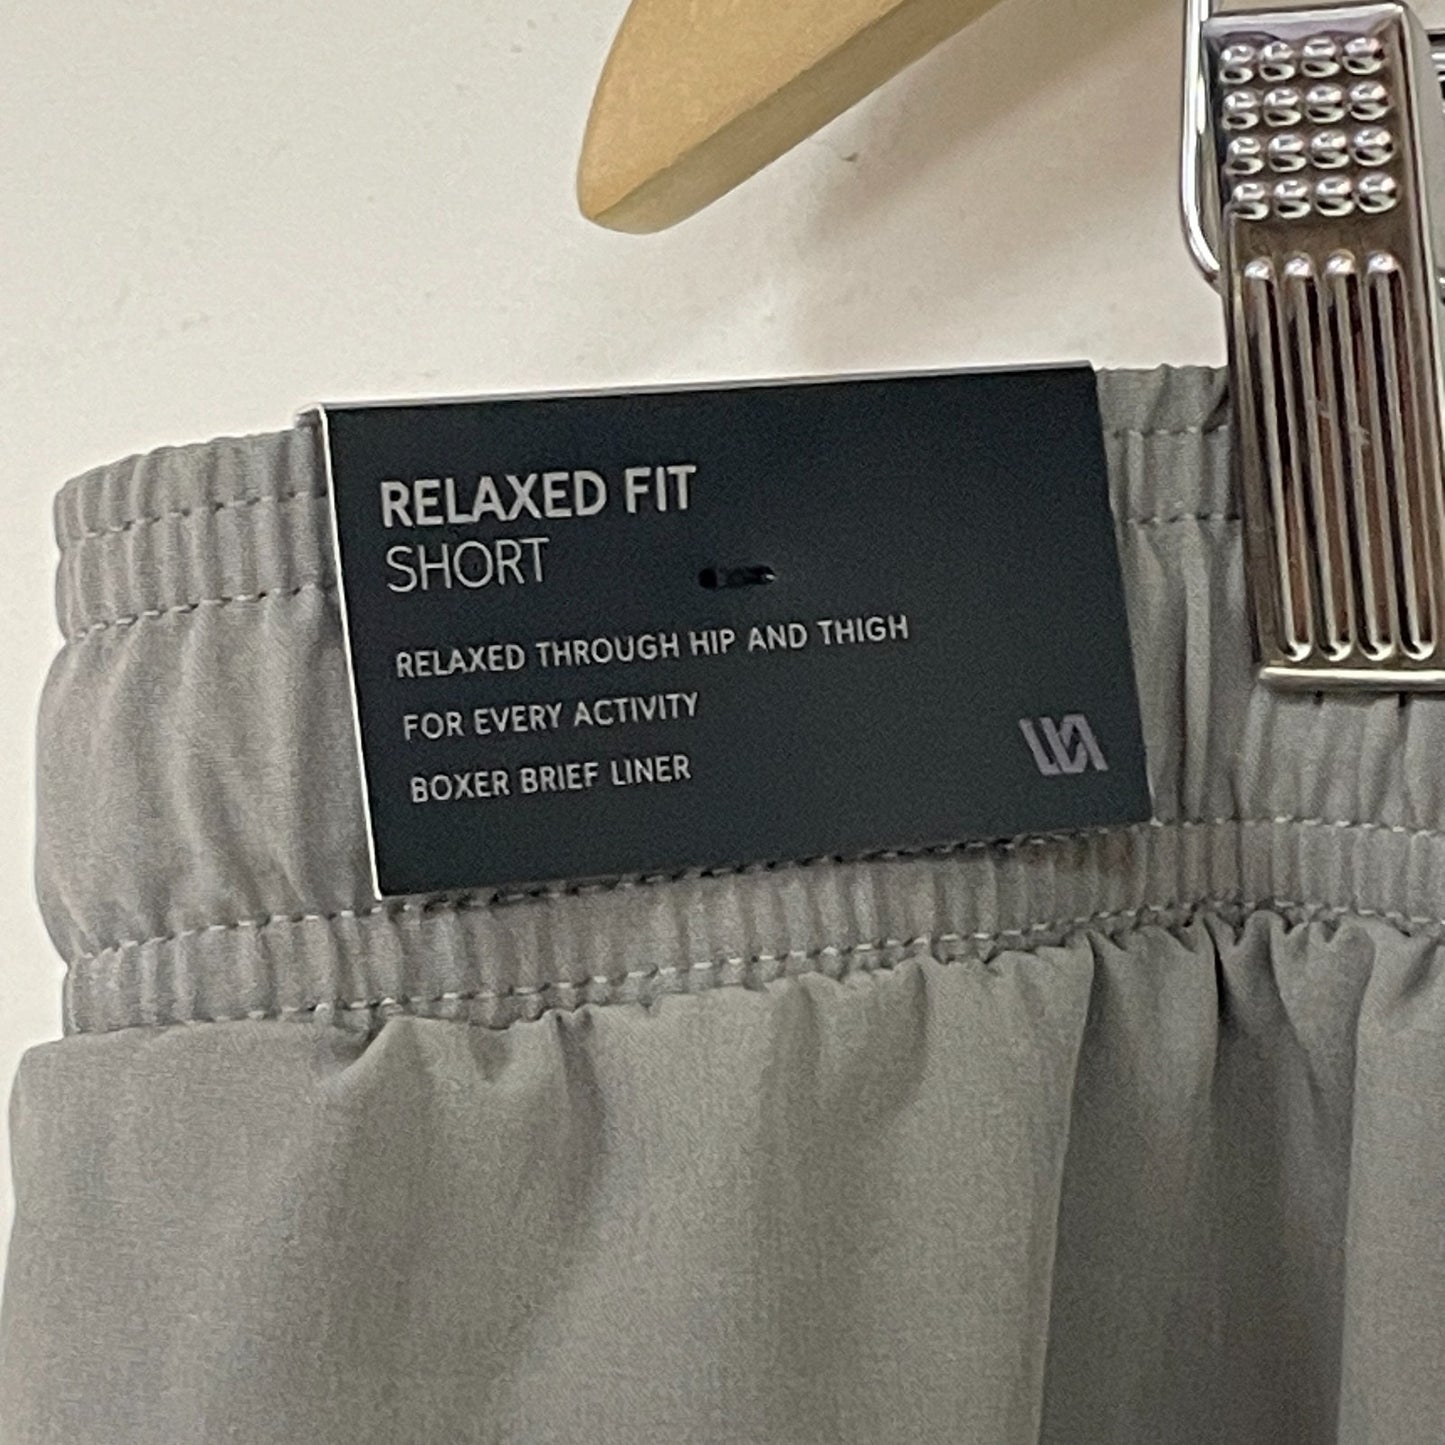 RELAXED FIT
SHORT
RELAXED THROUGH HIP AND THIGH
FOR EVERY ACTIVITY
BOXER BRIEF LINER